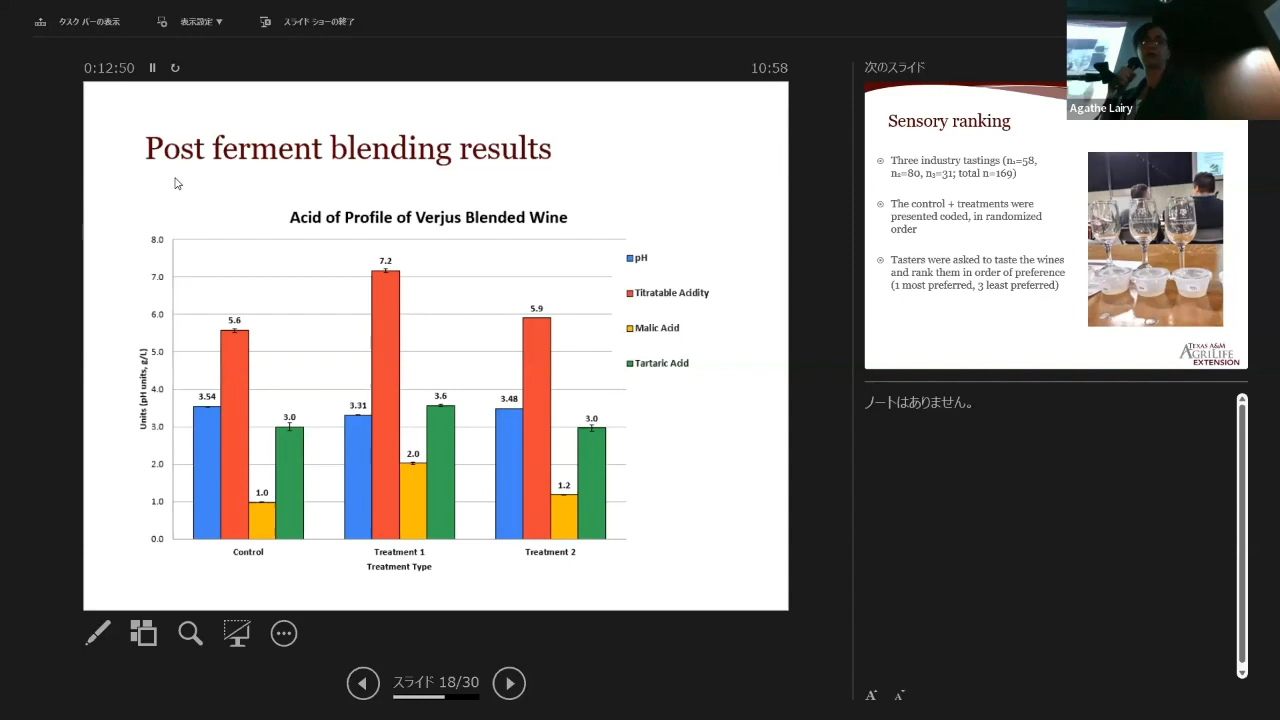 タスク バーの表示
表示設定 ▼
スライド ショーの終了
0:12:50
10:58
Post ferment blending results
Acid of Profile of Verjus Blended Wine
8.0
7.0
6.0
5.0
4.0
3.0
2.0
1.0
0.0
Units (pH units, g/L)
3.54
5.6
1.0
3.0
3.31
7.2
2.0
3.6
3.48
5.9
1.2
3.0
Control
Treatment 1
Treatment 2
Treatment Type
pH
Titratable Acidity
Malic Acid
Tartaric Acid
スライド 18/30
次のスライド
Agathe Lairy
Sensory ranking
Three industry tastings (n₁=58,
n₂=80, n₃=31; total n=169)
The control + treatments were
presented coded, in randomized
order
Tasters were asked to taste the wines
and rank them in order of preference
(1 most preferred, 3 least preferred)
TEXAS A&M
AGRILIFE
EXTENSION
ノートはありません。
A
A